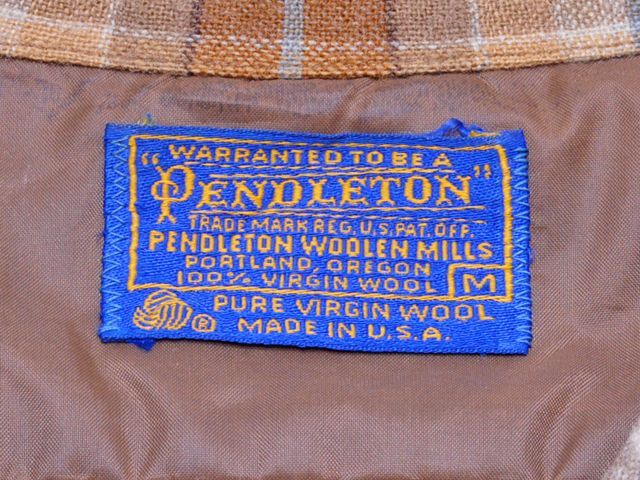 WARRANTED TO BE A
"PENDLETON"
TRADE MARK REG. U.S. PAT. OFF.
PENDLETON WOOLEN MILLS
PORTLAND, OREGON
100% VIRGIN WOOL M
® PURE VIRGIN WOOL
MADE IN U.S.A.